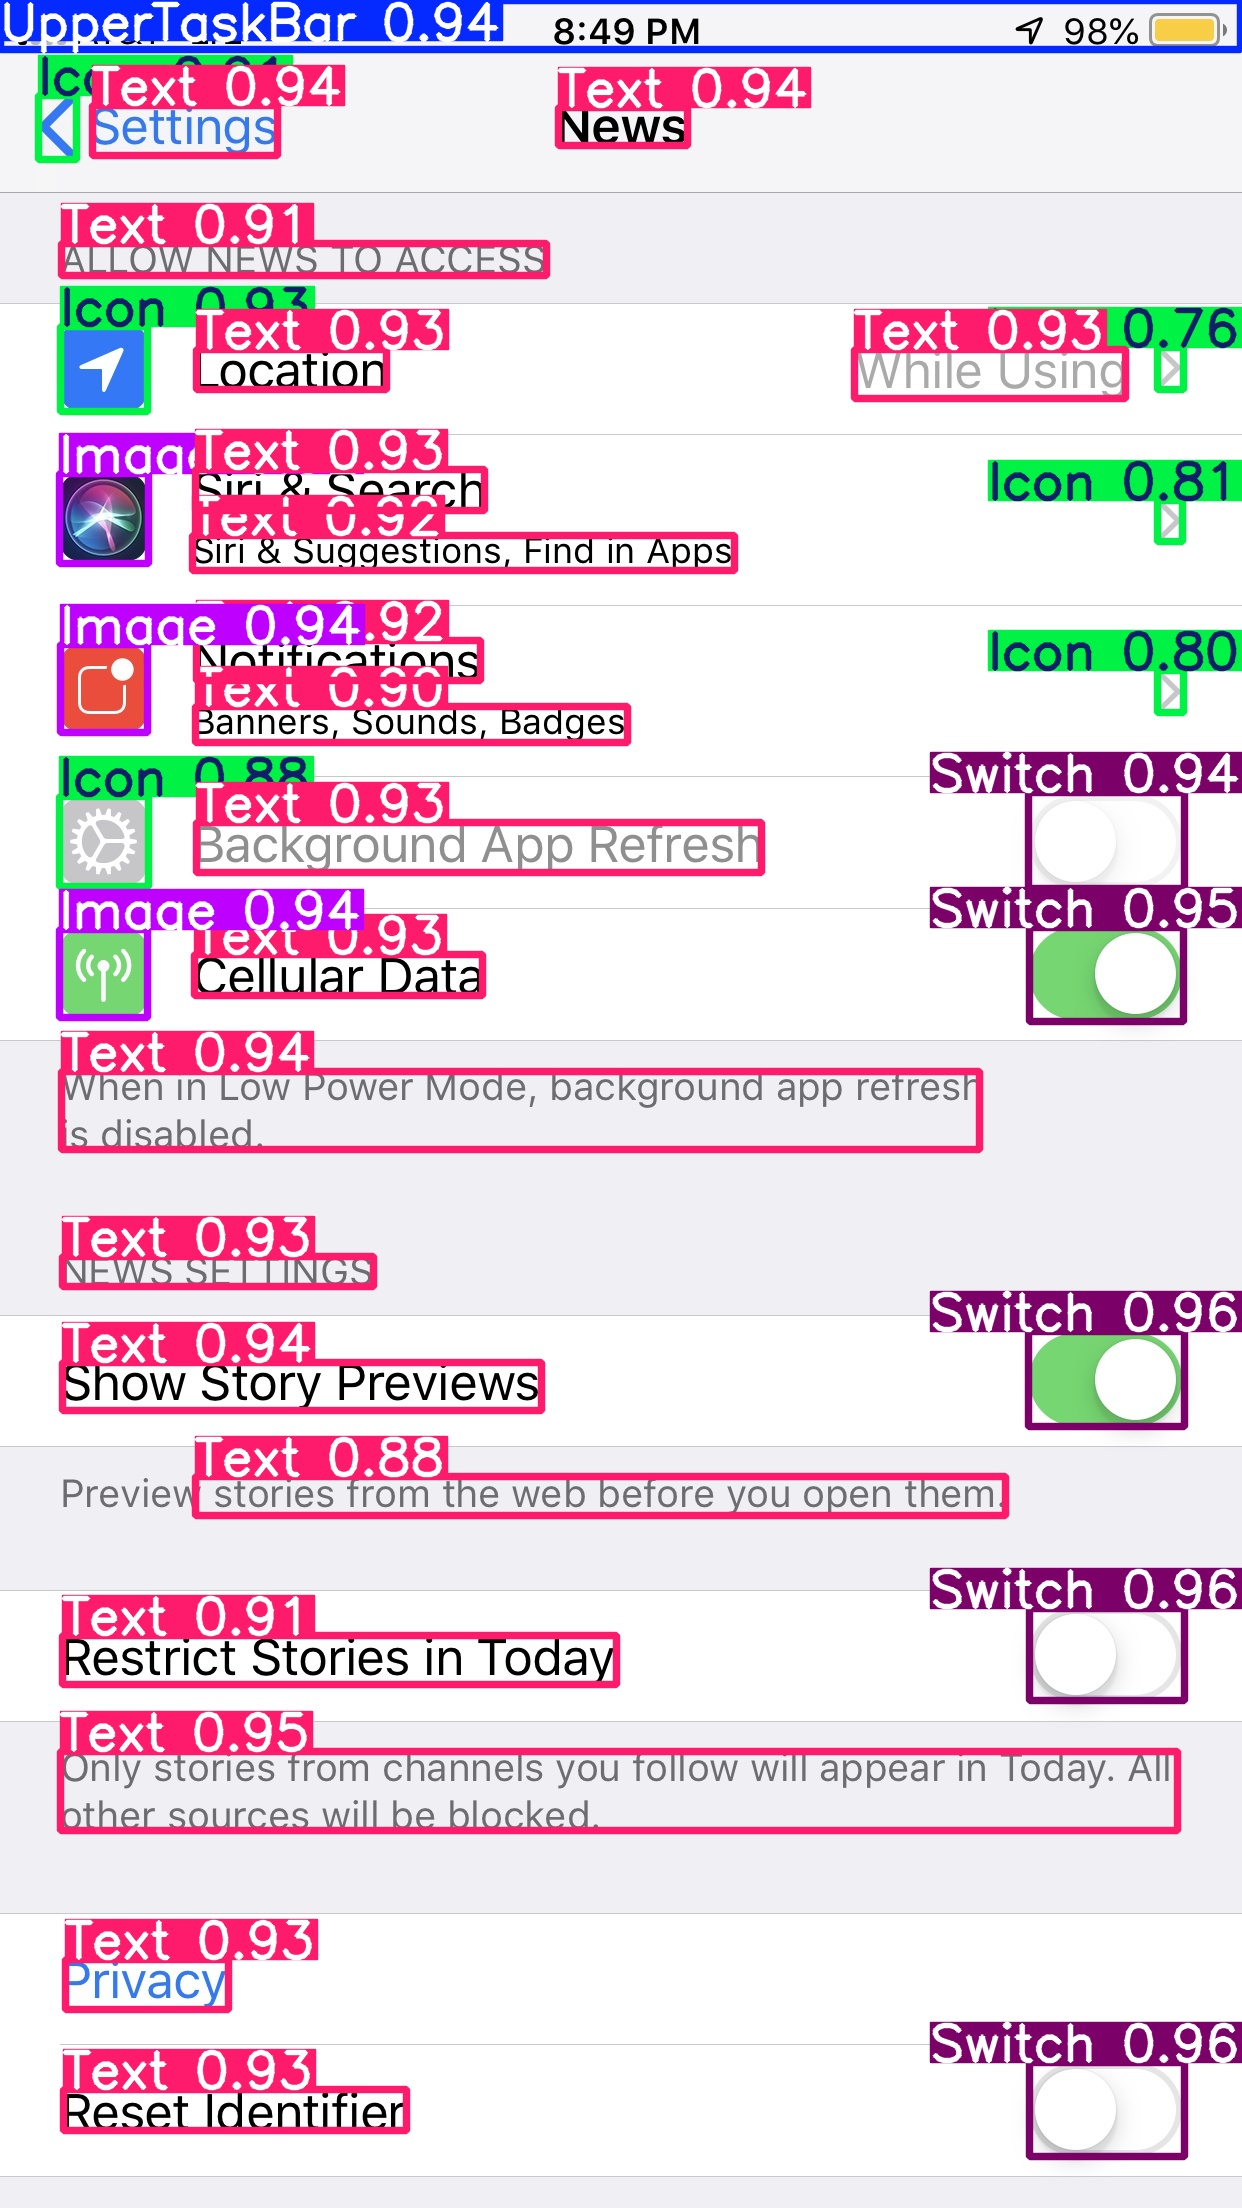 UpperTaskBar 0.94 8:49 PM 98%
Text 0.94 Text 0.94
Settings News
Text 0.91
ALLOW NEWS TO ACCESS
Icon 0.93 Text 0.93 Text 0.93 0.76
Location While Using
Text 0.93
Siri & Search Icon 0.81
Text 0.92
Siri & Suggestions, Find in Apps
Image 0.94 .92
Notifications Icon 0.80
Text 0.90
Banners, Sounds, Badges
Icon 0.88 Text 0.93 Switch 0.94
Background App Refresh
Image 0.94 Text 0.93 Switch 0.95
Cellular Data
Text 0.94
When in Low Power Mode, background app refresh
is disabled.
Text 0.93
NEWS SETTINGS
Switch 0.96
Text 0.94
Show Story Previews
Text 0.88
Preview stories from the web before you open them.
Switch 0.96
Text 0.91
Restrict Stories in Today
Text 0.95
Only stories from channels you follow will appear in Today. All
other sources will be blocked.
Text 0.93
Privacy
Switch 0.96
Text 0.93
Reset Identifier